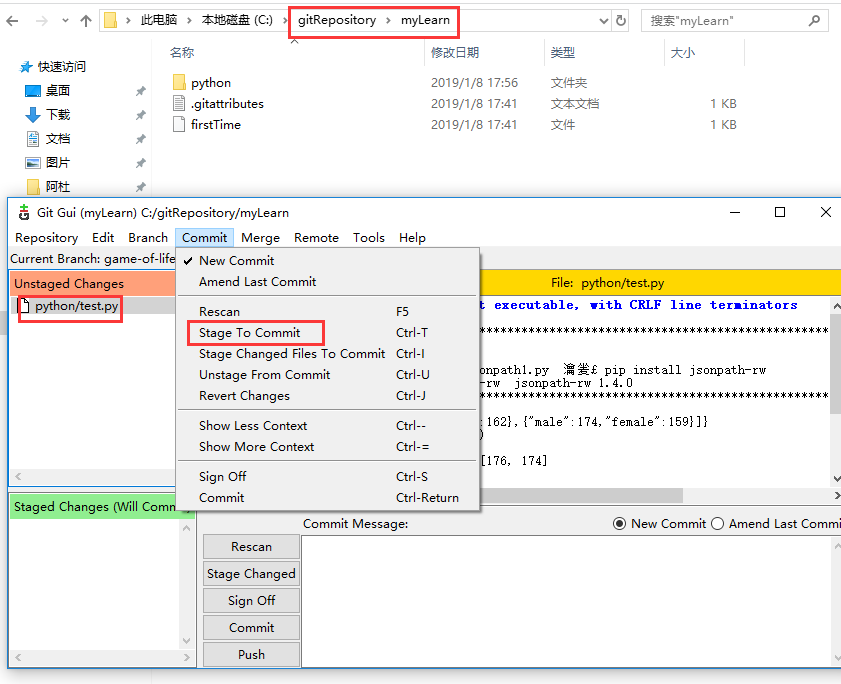 此电脑 本地磁盘 (C:) gitRepository myLearn 搜索"myLearn"
名称 修改日期 类型 大小
快速访问
桌面
下载
文档
图片
阿杜
python 2019/1/8 17:56 文件夹
.gitattributes 2019/1/8 17:41 文本文档 1 KB
firstTime 2019/1/8 17:41 文件 1 KB
Git Gui (myLearn) C:/gitRepository/myLearn
Repository Edit Branch Commit Merge Remote Tools Help
Current Branch: game-of-life
Unstaged Changes
python/test.py
New Commit
Amend Last Commit
Rescan F5
Stage To Commit Ctrl-T
Stage Changed Files To Commit Ctrl-I
Unstage From Commit Ctrl-U
Revert Changes Ctrl-J
Show Less Context Ctrl--
Show More Context Ctrl-=
Sign Off Ctrl-S
Commit Ctrl-Return
File: python/test.py
t executable, with CRLF line terminators
*************************************************
onpath1.py pip install jsonpath-rw
-rw jsonpath-rw 1.4.0
*************************************************
:162},{"male":174,"female":159}]}
)
[176, 174]
Staged Changes (Will Comm
Commit Message: New Commit Amend Last Commi
Rescan
Stage Changed
Sign Off
Commit
Push